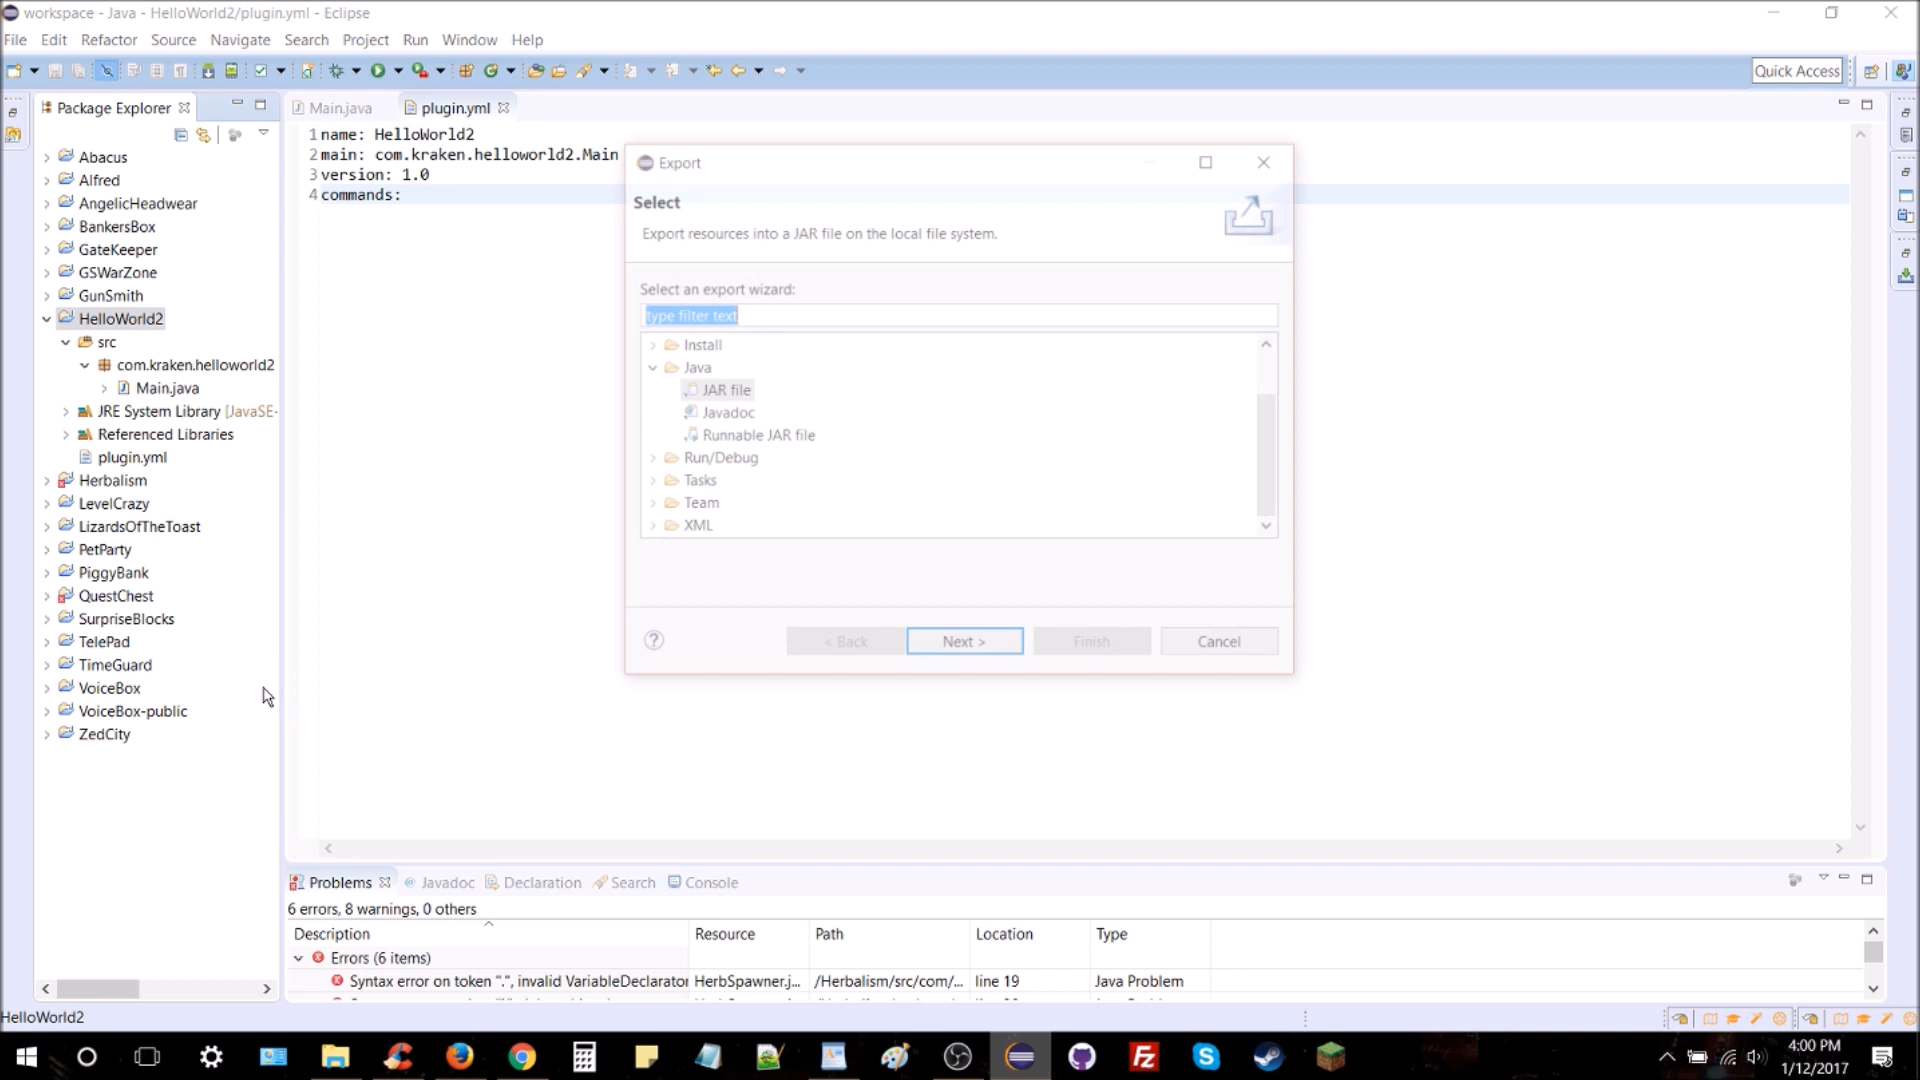 workspace - Java - HelloWorld2/plugin.yml - Eclipse
File Edit Refactor Source Navigate Search Project Run Window Help
Quick Access
Package Explorer
Main.java
plugin.yml
Abacus
Alfred
AngelicHeadwear
BankersBox
GateKeeper
GSWarZone
GunSmith
HelloWorld2
src
com.kraken.helloworld2
Main.java
JRE System Library [JavaSE-
Referenced Libraries
plugin.yml
Herbalism
LevelCrazy
LizardsOfTheToast
PetParty
PiggyBank
QuestChest
SurpriseBlocks
TelePad
TimeGuard
VoiceBox
VoiceBox-public
ZedCity
1 name: HelloWorld2
2 main: com.kraken.helloworld2.Main
3 version: 1.0
4 commands:
Export
Select
Export resources into a JAR file on the local file system.
Select an export wizard:
type filter text
Install
Java
JAR file
Javadoc
Runnable JAR file
Run/Debug
Tasks
Team
XML
? < Back Next > Finish Cancel
Problems @ Javadoc Declaration Search Console
6 errors, 8 warnings, 0 others
Description Resource Path Location Type
Errors (6 items)
Syntax error on token ".", invalid VariableDeclarator HerbSpawner.j... /Herbalism/src/com/... line 19 Java Problem
HelloWorld2
4:00 PM
1/12/2017